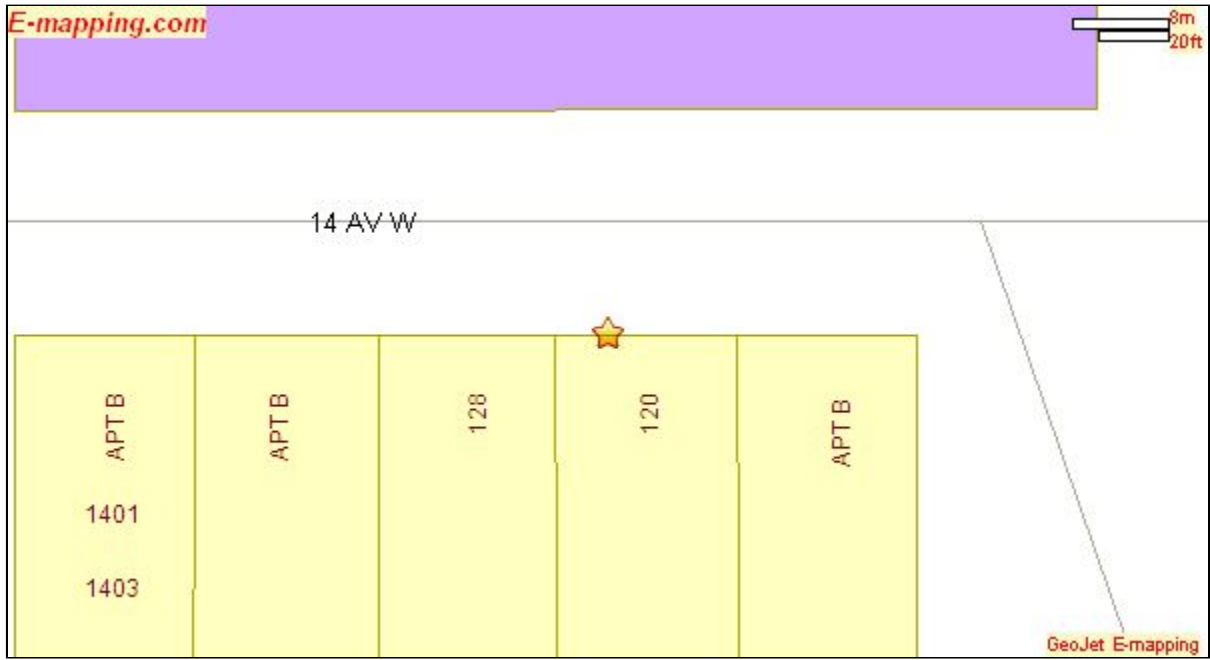 E-mapping.com
8m
20ft
14 AV W
APT B
APT B
128
120
APT B
1401
1403
GeoJet E-mapping